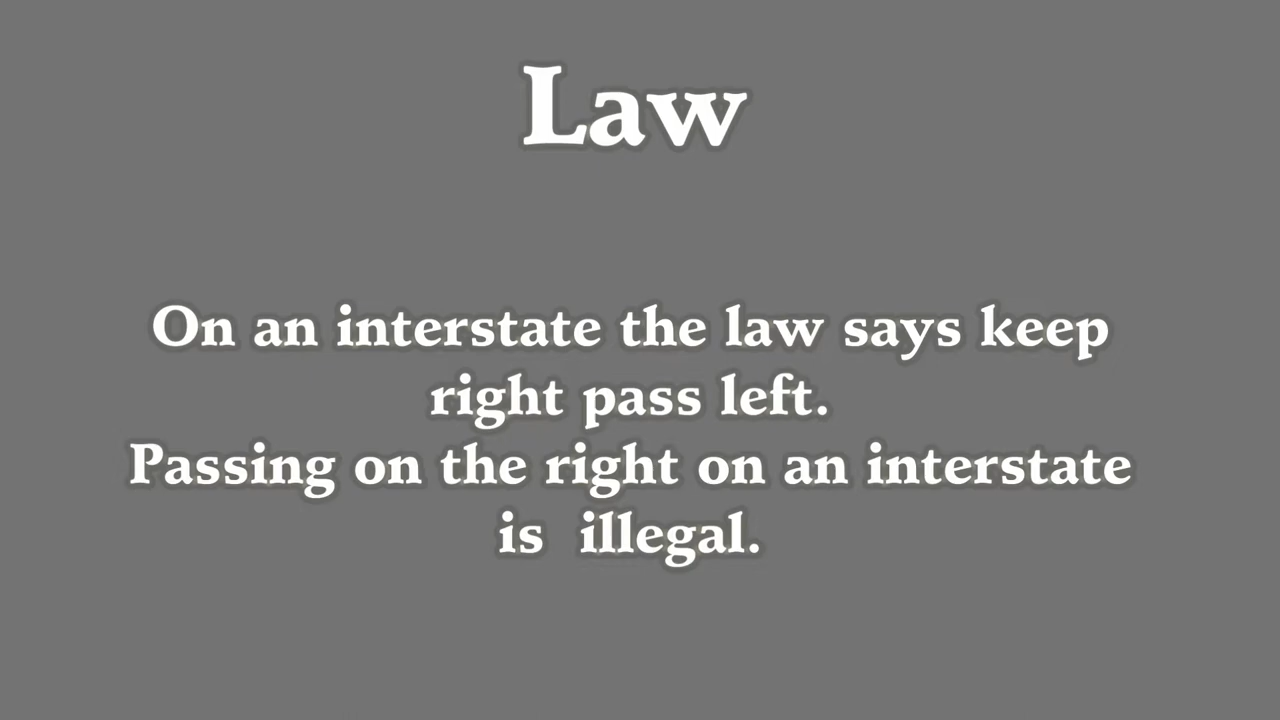 Law
On an interstate the law says keep
right pass left.
Passing on the right on an interstate
is  illegal.